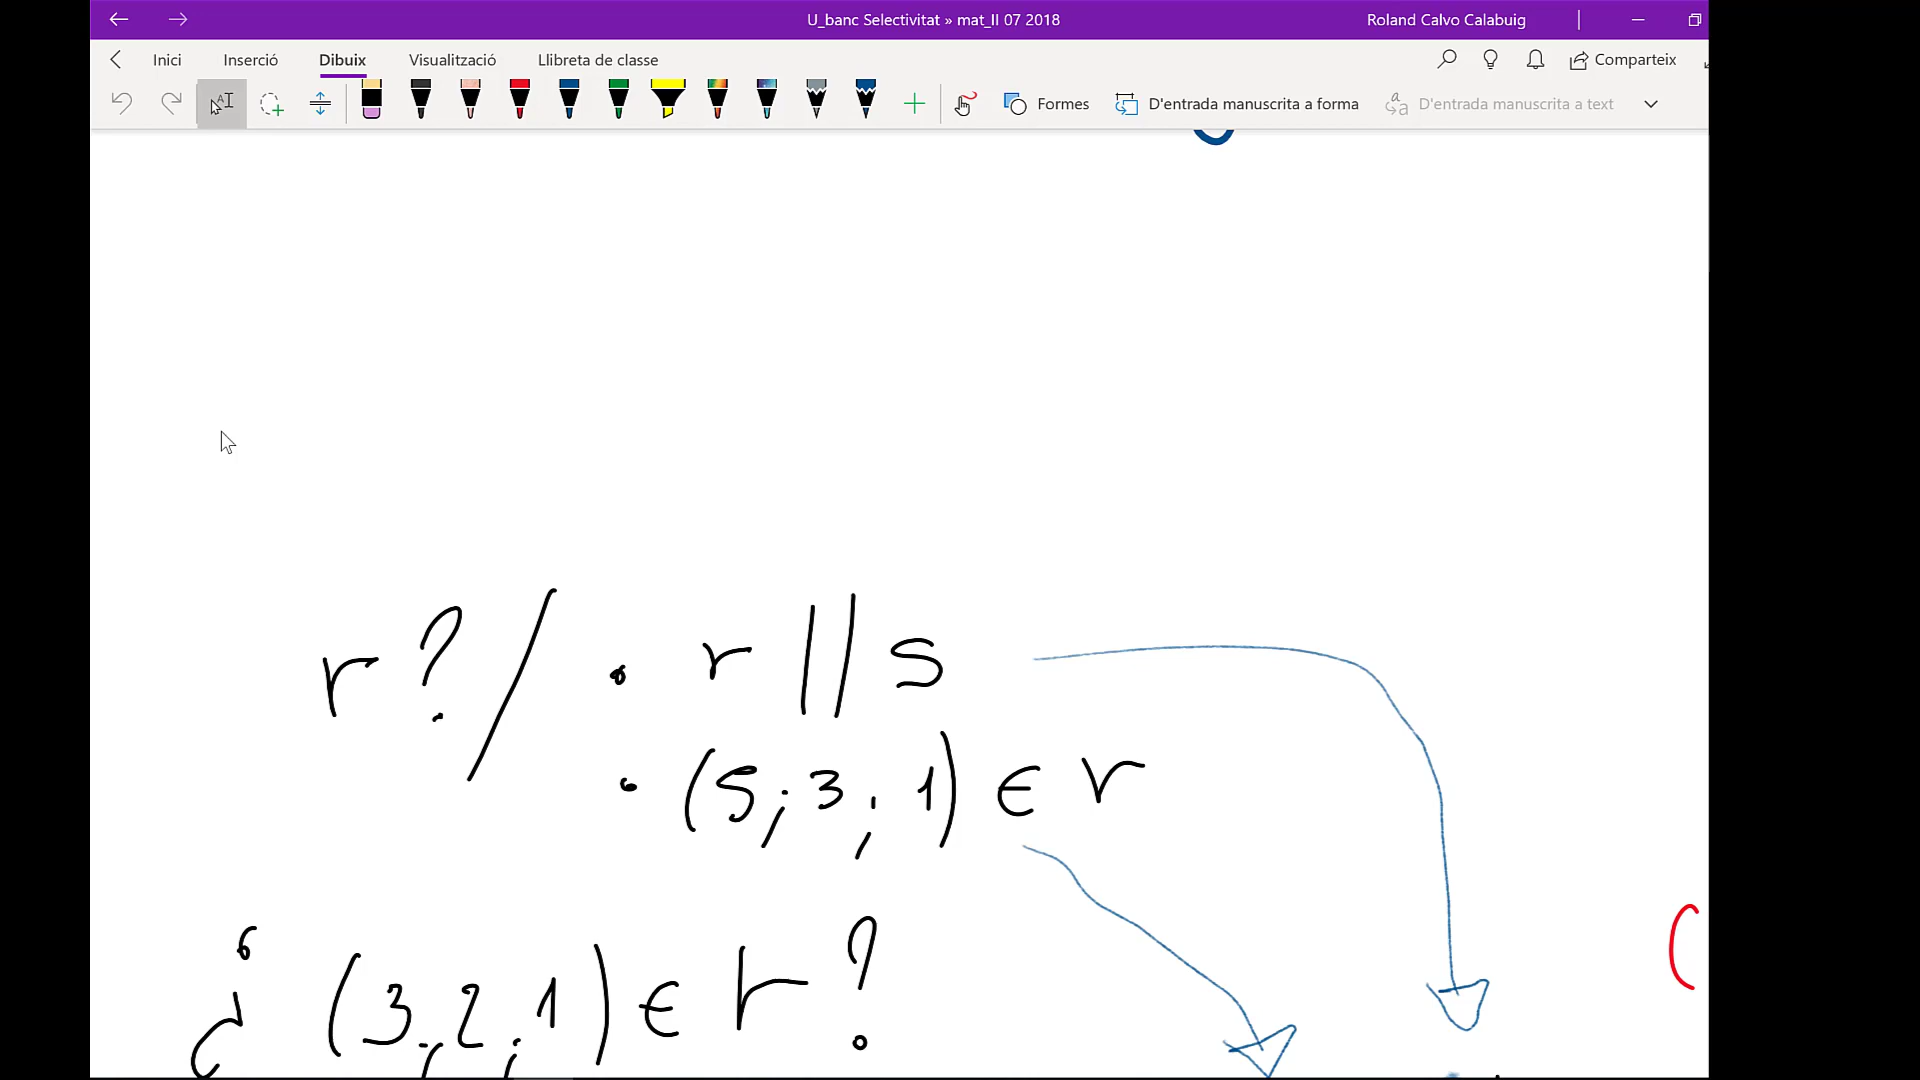 U_banc Selectivitat » mat_II 07 2018 Roland Calvo Calabuig
Inici Inserció Dibuix Visualització Llibreta de classe Comparteix
Formes D'entrada manuscrita a forma D'entrada manuscrita a text
r?/ • r || s
• (5; 3; 1) ∈ r
¿ (3, 2, 1) ∈ r?
(